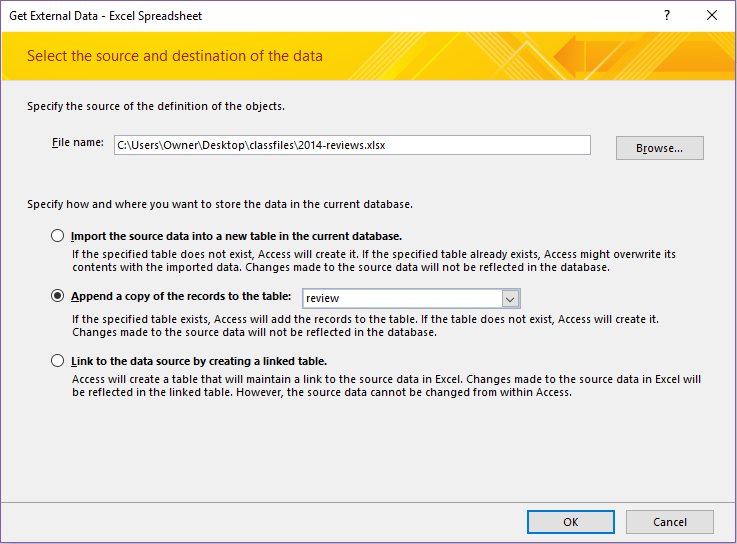 Get External Data - Excel Spreadsheet
?
Select the source and destination of the data
Specify the source of the definition of the objects.
File name: C:\Users\Owner\Desktop\classfiles\2014-reviews.xlsx Browse...
Specify how and where you want to store the data in the current database.
Import the source data into a new table in the current database.
If the specified table does not exist, Access will create it. If the specified table already exists, Access might overwrite its
contents with the imported data. Changes made to the source data will not be reflected in the database.
Append a copy of the records to the table: review
If the specified table exists, Access will add the records to the table. If the table does not exist, Access will create it.
Changes made to the source data will not be reflected in the database.
Link to the data source by creating a linked table.
Access will create a table that will maintain a link to the source data in Excel. Changes made to the source data in Excel will
be reflected in the linked table. However, the source data cannot be changed from within Access.
OK Cancel